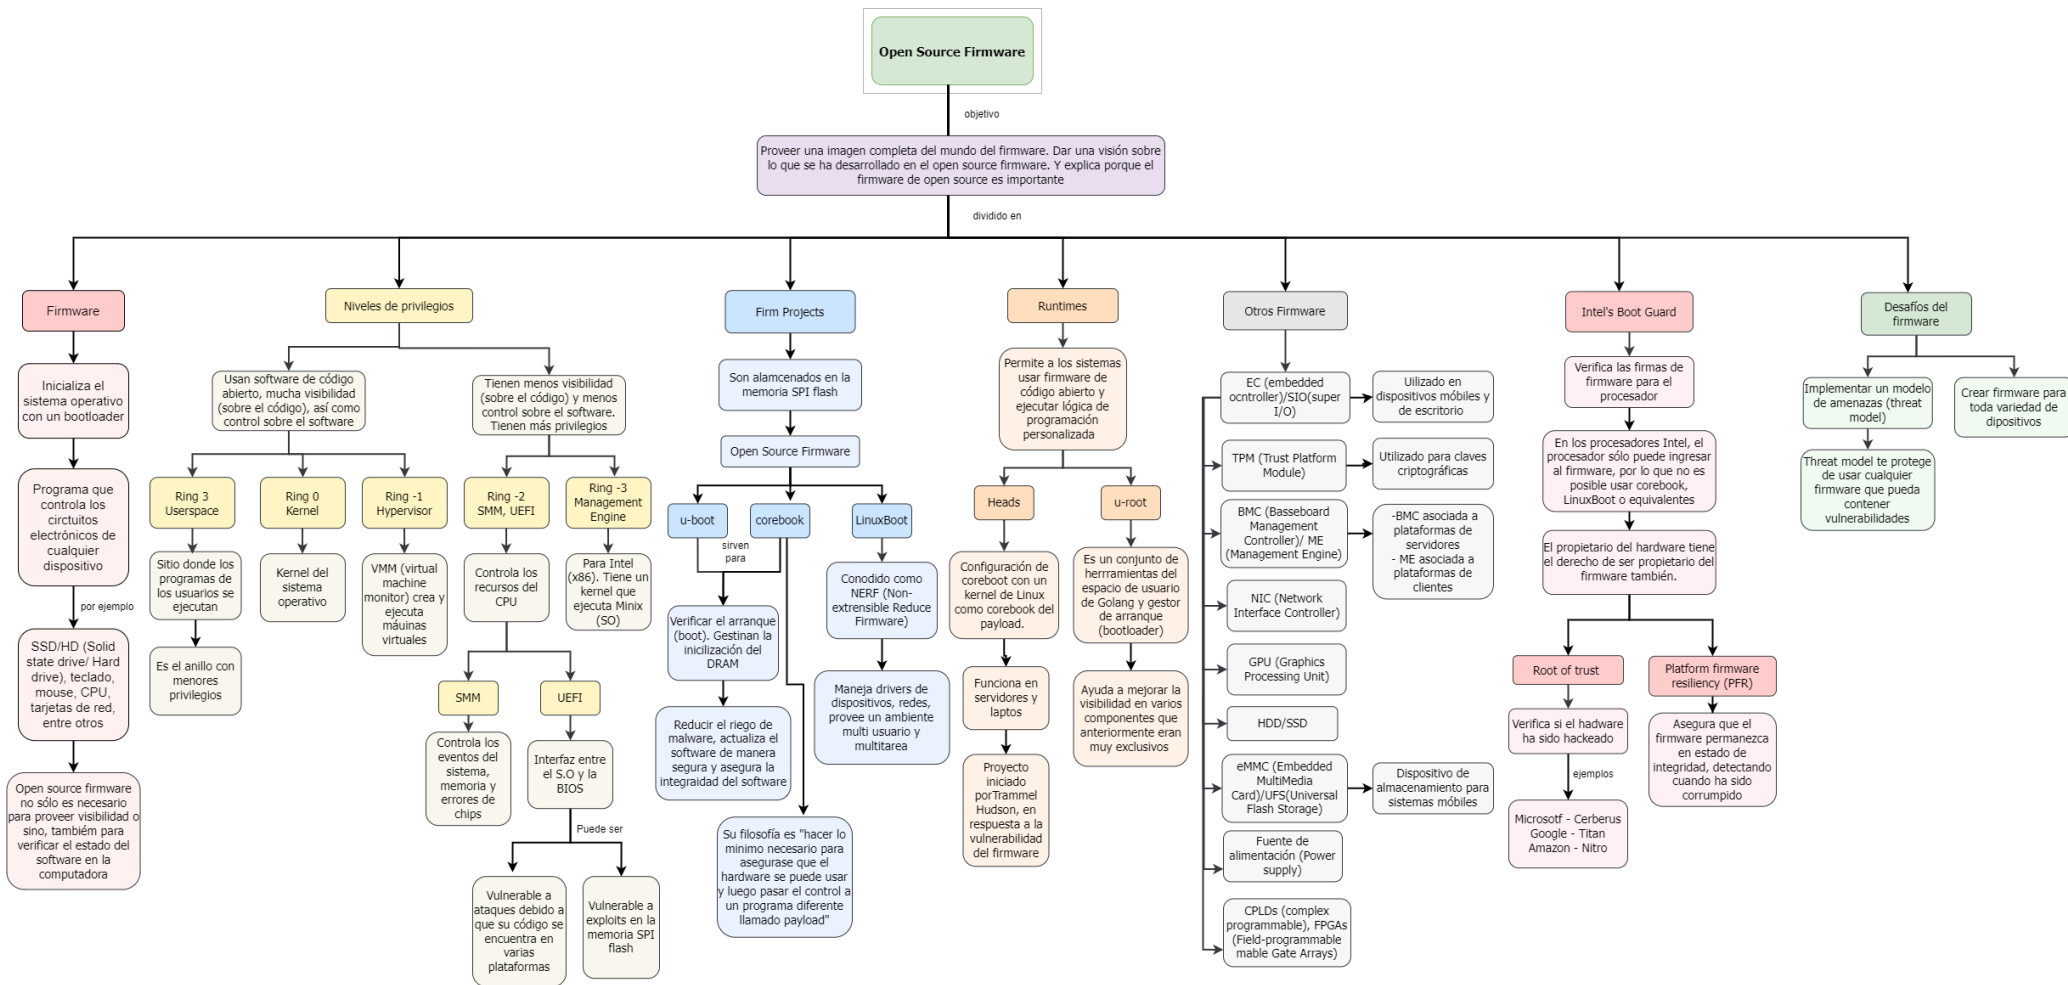 Open Source Firmware
objetivo
Proveer una imagen completa del mundo del firmware. Dar una visión sobre
lo que se ha desarrollado en el open source firmware. Y explica porque el
firmware de open source es importante
dividido en
Firmware
Inicializa el
sistema operativo
con un bootloader
Programa que
controla los
circtuitos
electrónicos de
cualquier
dispositivo
por ejemplo
SSD/HD (Solid
state drive/ Hard
drive), teclado,
mouse, CPU,
tarjetas de red,
entre otros
Open source firmware
no sólo es necesario
para proveer visibilidad o
sino, tambiém para
verificar el estado del
software en la
computadora
Niveles de privilegios
Usan software de código
abierto, mucha visibilidad
(sobre el código), así como
control sobre el software
Ring 3
Userspace
Sitio donde los
programas de
los usuarios se
ejecutan
Es el anillo con
menores
privilegios
Ring 0
Kernel
Kernel del
sistema
operativo
Ring -1
Hypervisor
VMM (virtual
machine
monitor) crea y
ejecuta
máuinas
virtuales
Tienen menos visibilidad
(sobre el código) y menos
control sobre el software.
Tienen más privilegios
Ring -2
SMM, UEFI
Controla los
recursos del
CPU
SMM
Controla los
eventos del
sistema,
memoria y
errores de
chips
UEFI
Interfaz entre
el S.O y la
BIOS
Puede ser
Vulnerable a
ataques debido a
que su código se
encuentra en
varias
plataformas
Vulnerable a
exploits en la
memoria SPI
flash
Ring -3
Management
Engine
Para Intel
(x86). Tiene un
kernel que
ejecuta Minix
(SO)
Firm Projects
Son alamcenados en la
memoria SPI flash
Open Source Firmware
u-boot
corebook
LinuxBoot
sirven
para
Verificar el arranque
(boot). Gestinan la
inicilización del
DRAM
Reducir el riego de
malware, actualiza el
software de manera
segura y asegura la
integraidad del software
Su filosofía es "hacer lo
minimo necesario para
asegurase que el
hardware se puede usar
y luego pasar el control a
un programa diferente
llamado payload"
Conodido como
NERF (Non-
extrensible Reduce
Firmware)
Maneja drivers de
dispositivos, redes,
provee un ambiente
multi usuario y
multitarea
Runtimes
Permite a los sistemas
usar firmware de
código abierto y
ejecutar lógica de
programación
personalizada
Heads
Configuración de
coreboot con un
kernel de Linux
como corebook del
payload.
Funciona en
servidores y
laptos
Proyecto
iniciado
porTrammel
Hudson, en
respuesta a la
vulnerabilidad
del firmware
u-root
Es un conjunto de
herrramientas del
espacio de usuario
de Golang y gestor
de arranque
(bootloader)
Ayuda a mejorar la
visibilidad en varios
componentes que
anteriormente eran
muy exclusivos
Otros Firmware
EC (embedded
ocntroller)/SIO(super
I/O)
Uilizado en
dispositivos móbiles y
de escritorio
TPM (Trust Platform
Module)
Utilizado para claves
criptográficas
BMC (Basseboard
Management
Controller)/ ME
(Management Engine)
-BMC asociada a
plataformas de
servidores
- ME asociada a
plataformas de
clientes
NIC (Network
Interface Controller)
GPU (Graphics
Processing Unit)
HDD/SSD
eMMC (Embedded
MultiMedia
Card)/UFS(Universal
Flash Storage)
Dispositivo de
almacenamiento para
sistemas móbiles
Fuente de
alimentación (Power
supply)
CPLDs (complex
programmable), FPGAs
(Field-programmable
mable Gate Arrays)
Intel's Boot Guard
Verifica las firmas de
firmware para el
procesador
En los procesadores Intel, el
procesador sólo puede ingresar
al firmware, por lo que no es
posible usar corebook,
LinuxBoot o equivalentes
El propietario del hardware tiene
el derecho de ser propietario del
firmware también.
Root of trust
Verifica si el hadware
ha sido hackeado
ejemplos
Microsotf - Cerberus
Google - Titan
Amazon - Nitro
Platform firmware
resiliency (PFR)
Asegura que el
firmware permanezca
en estado de
integridad, detectando
cuando ha sido
corrumpido
Desafíos del
firmware
Implementar un modelo
de amenazas (threat
model)
Threat model te protege
de usar cualquier
firmware que pueda
contener
vulnerabilidades
Crear firmware para
toda variedad de
dipositivos